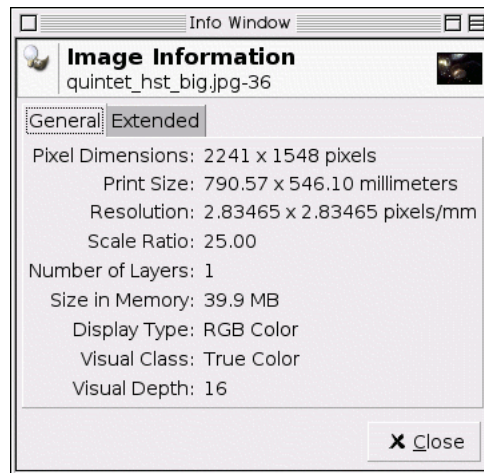 Info Window
Image Information
quintet_hst_big.jpg-36
General Extended
Pixel Dimensions: 2241 x 1548 pixels
Print Size: 790.57 x 546.10 millimeters
Resolution: 2.83465 x 2.83465 pixels/mm
Scale Ratio: 25.00
Number of Layers: 1
Size in Memory: 39.9 MB
Display Type: RGB Color
Visual Class: True Color
Visual Depth: 16
Close